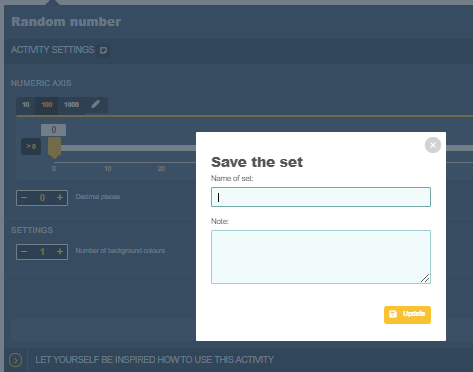 Random number
ACTIVITY SETTINGS
NUMERIC AXIS
10 100 1000
0
> 0
0 10 20
− 0 + Decimal places
SETTINGS
− 1 + Number of background colours
Save the set
Name of set:
Note:
Update
LET YOURSELF BE INSPIRED HOW TO USE THIS ACTIVITY